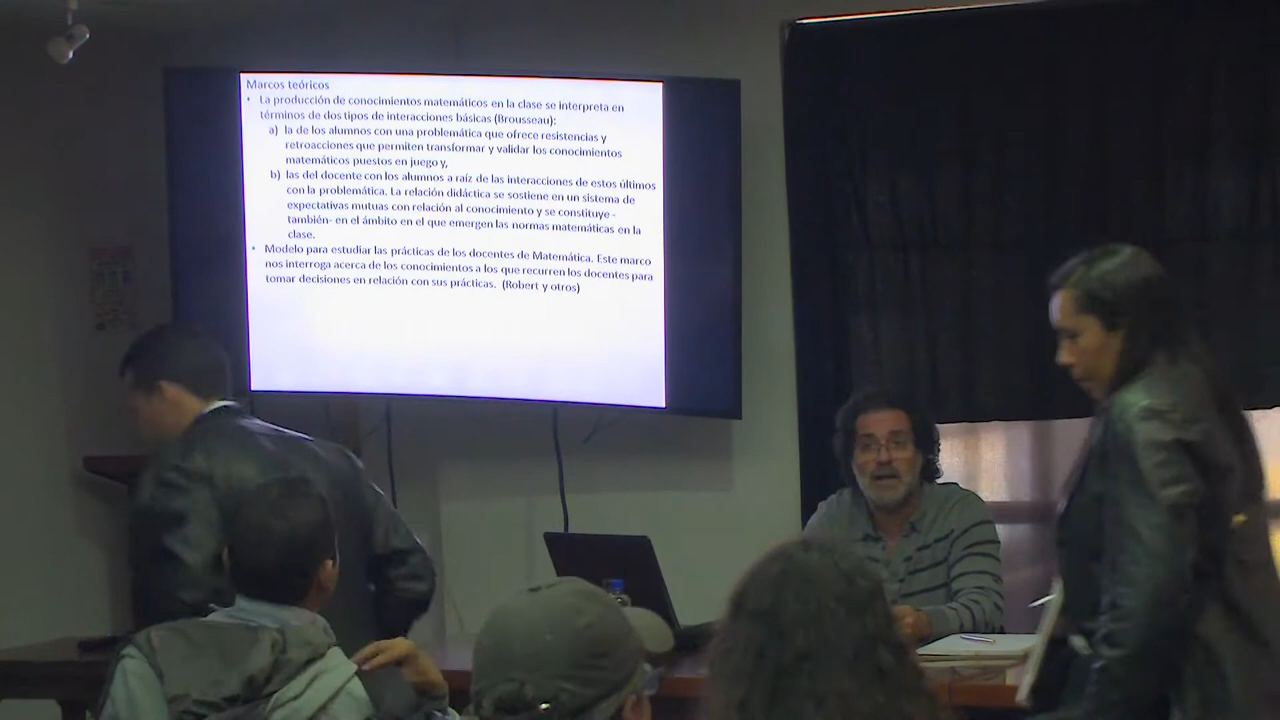 Marcos teóricos
• La producción de conocimientos matemáticos en la clase se interpreta en
términos de dos tipos de interacciones básicas (Brousseau):
a) la de los alumnos con una problemática que ofrece resistencias y
retroacciones que permiten transformar y validar los conocimientos
matemáticos puestos en juego y,
b) las del docente con los alumnos a raíz de las interacciones de estos últimos
con la problemática. La relación didáctica se sostiene en un sistema de
expectativas mutuas con relación al conocimiento y se constituye -
también- en el ámbito en el que emergen las normas matemáticas en la
clase.
• Modelo para estudiar las prácticas de los docentes de Matemática. Este marco
nos interroga acerca de los conocimientos a los que recurren los docentes para
tomar decisiones en relación con sus prácticas. (Robert y otros)